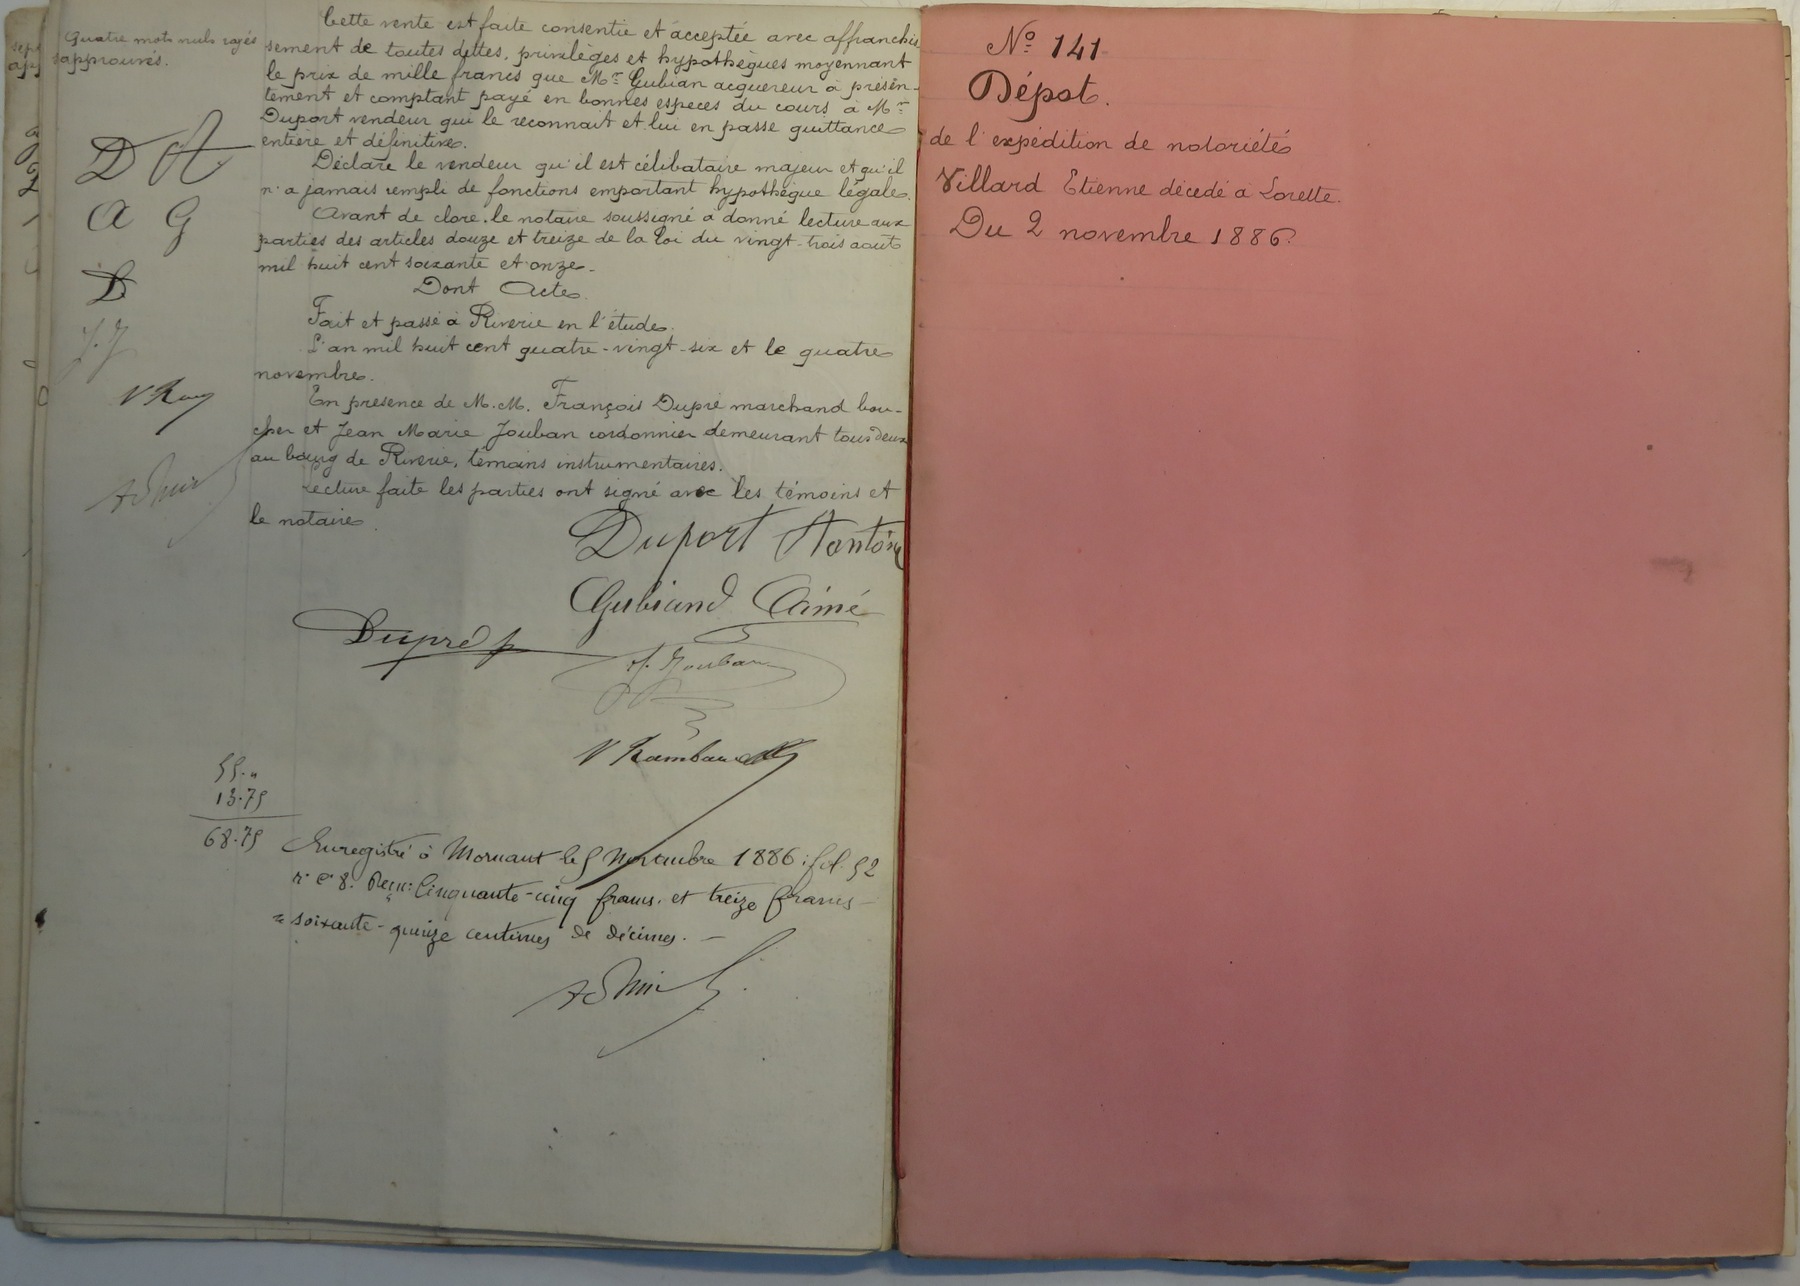 Quatre mots nuls rayés
approuvés.
Cette vente est faite consentie et acceptée avec affranchis
sement de toutes dettes, privilèges et hypothèques moyennant
le prix de mille francs que Mr Gubian acquereur a présen-
tement et comptant payé en bonnes especes du cours à Mr
Duport vendeur qui le reconnait et lui en passe quittance
entière et définitive.
Déclare le vendeur qu'il est célibataire majeur et qu'il
n'a jamais rempli de fonctions emportant hypothèque légale.
Avant de clore le notaire soussigné a donné lecture aux
parties des articles douze et treize de la loi du vingt-trois août
mil huit cent soixante et onze-
Dont Acte.
Fait et passé à Riverie en l'étude.
L'an mil huit cent quatre-vingt-six et le quatre
novembre.
En présence de M.M. François Dupré marchand bou-
cher et Jean Marie Jouban cordonnier demeurant tous deux
au bourg de Riverie, témoins instrumentaires.
Lecture faite les parties ont signé avec les témoins et
le notaire.
D A
A G
D
J. J
V Ray
Duport Antoine
Gubiand Aimé
Dupré f
J. Jouban
V Rambaud
55."
13.75
68.75
Enregistré à Mornant le 5 Novembre 1886: fol. 52
r° c° 8. Reçu: Cinquante-cinq francs. et treize francs-
= soixante-quinze centimes de décimes. -
No. 141
Dépot.
de l'expédition de notoriété
Villard Etienne décédé à Lorette.
Du 2 novembre 1886.